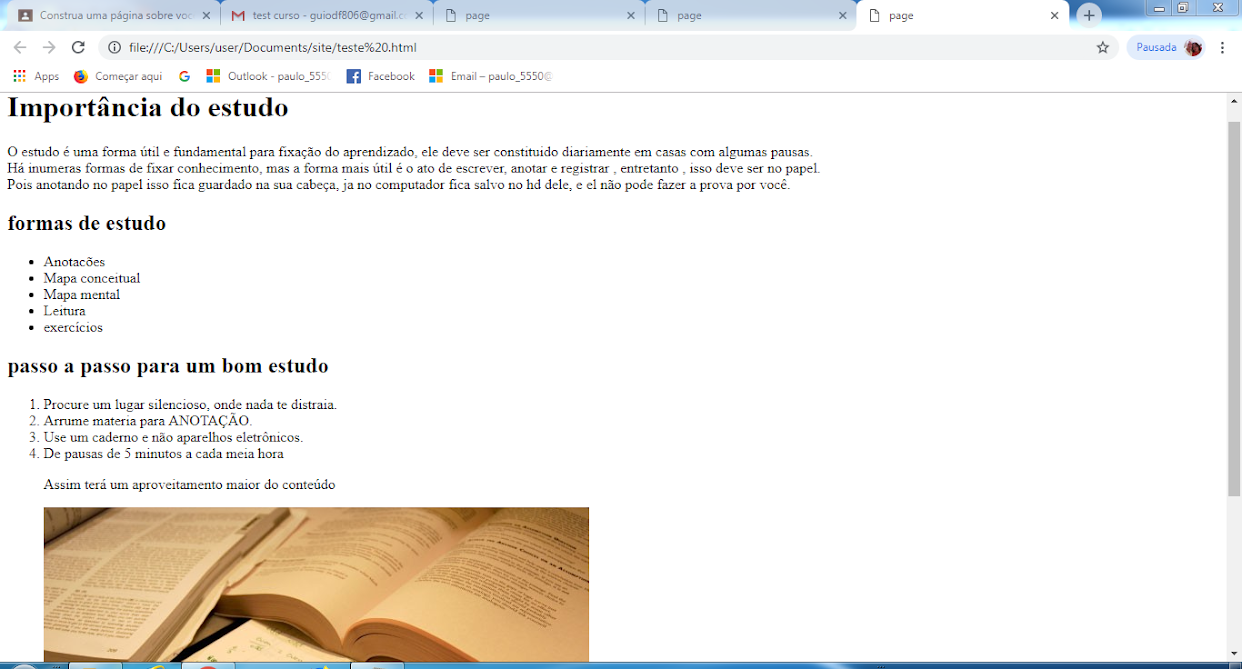 Construa uma página sobre voc
test curso - guiodf806@gmail.c
page
page
page
file:///C:/Users/user/Documents/site/teste%20.html
Pausada
Apps
Começar aqui
Outlook - paulo_555
Facebook
Email – paulo_5550@
Importância do estudo
O estudo é uma forma útil e fundamental para fixação do aprendizado, ele deve ser constituido diariamente em casas com algumas pausas.
Há inumeras formas de fixar conhecimento, mas a forma mais útil é o ato de escrever, anotar e registrar , entretanto , isso deve ser no papel.
Pois anotando no papel isso fica guardado na sua cabeça, ja no computador fica salvo no hd dele, e el não pode fazer a prova por você.
formas de estudo
Anotacões
Mapa conceitual
Mapa mental
Leitura
exercícios
passo a passo para um bom estudo
1. Procure um lugar silencioso, onde nada te distraia.
2. Arrume materia para ANOTAÇÃO.
3. Use um caderno e não aparelhos eletrônicos.
4. De pausas de 5 minutos a cada meia hora
Assim terá um aproveitamento maior do conteúdo